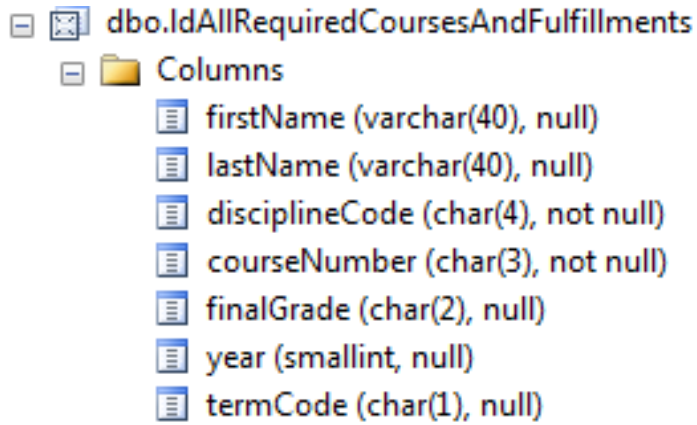 dbo.IdAllRequiredCoursesAndFulfillments
Columns
firstName (varchar(40), null)
lastName (varchar(40), null)
disciplineCode (char(4), not null)
courseNumber (char(3), not null)
finalGrade (char(2), null)
year (smallint, null)
termCode (char(1), null)